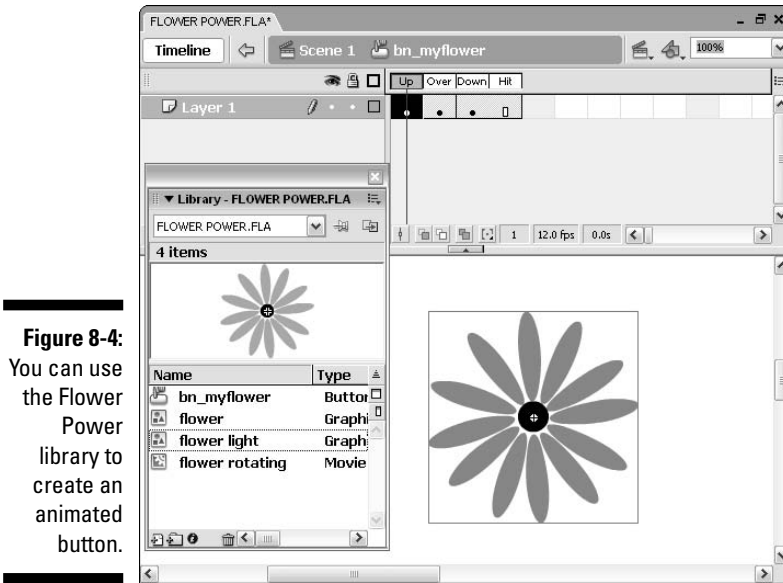 FLOWER POWER.FLA*
Timeline Scene 1 bn_myflower 100%
Up Over Down Hit
Layer 1
Library - FLOWER POWER.FLA
FLOWER POWER.FLA
1 12.0 fps 0.0s
4 items
Name Type
bn_myflower Button
flower Graphi
flower light Graphi
flower rotating Movie
Figure 8-4:
You can use
the Flower
Power
library to
create an
animated
button.